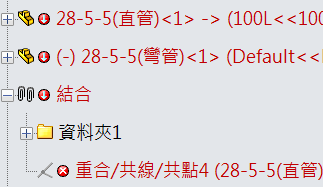 28-5-5(直管)<1> -> (100L<<100
(-) 28-5-5(彎管)<1> (Default<<
結合
資料夾1
重合/共線/共點4 (28-5-5(直管)